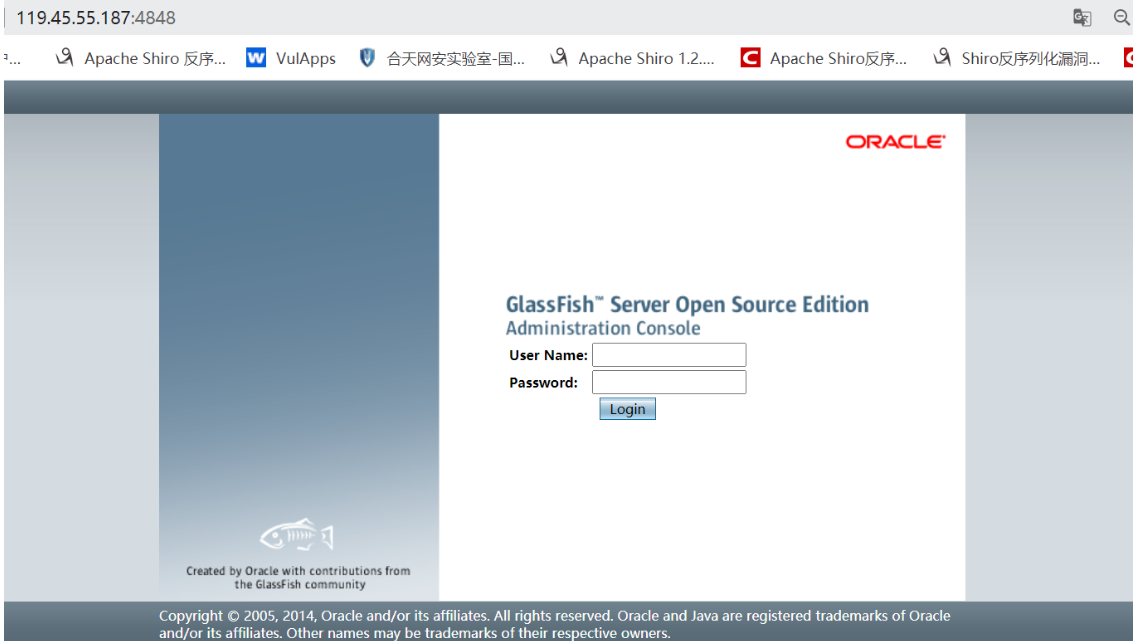 119.45.55.187:4848
... Apache Shiro 反序... VulApps 合天网安实验室-国... Apache Shiro 1.2.... Apache Shiro反序... Shiro反序列化漏洞...
ORACLE
GlassFish™ Server Open Source Edition
Administration Console
User Name:
Password:
Login
Created by Oracle with contributions from
the GlassFish community
Copyright © 2005, 2014, Oracle and/or its affiliates. All rights reserved. Oracle and Java are registered trademarks of Oracle
and/or its affiliates. Other names may be trademarks of their respective owners.